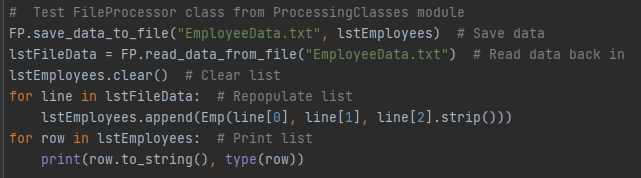 #  Test FileProcessor class from ProcessingClasses module
FP.save_data_to_file("EmployeeData.txt", lstEmployees)  # Save data
lstFileData = FP.read_data_from_file("EmployeeData.txt")  # Read data back in
lstEmployees.clear()  # Clear list
for line in lstFileData:  # Repopulate list
    lstEmployees.append(Emp(line[0], line[1], line[2].strip()))
for row in lstEmployees:  # Print list
    print(row.to_string(), type(row))